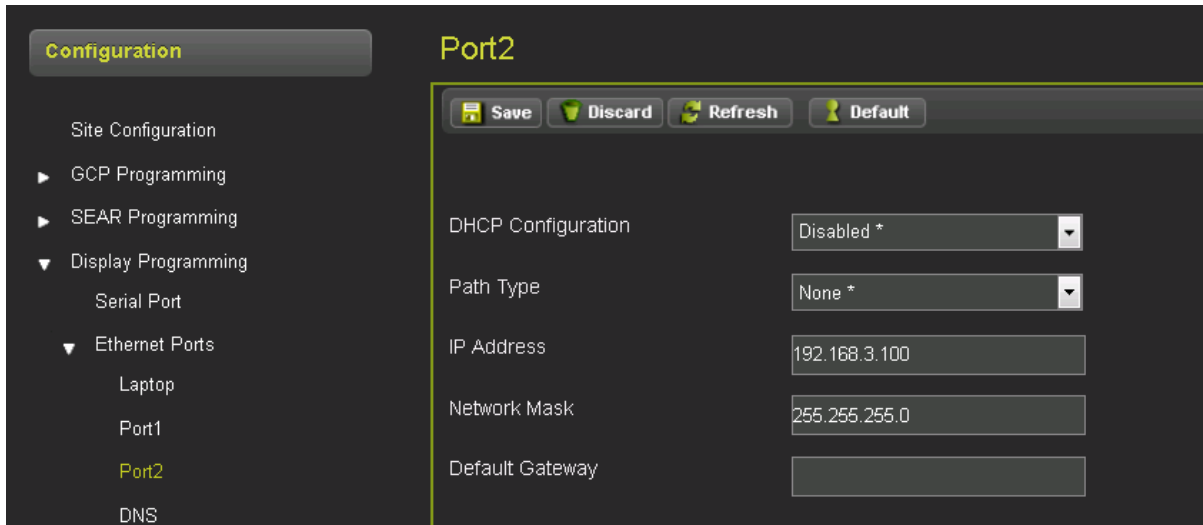 Configuration
Site Configuration
GCP Programming
SEAR Programming
Display Programming
Serial Port
Ethernet Ports
Laptop
Port1
Port2
DNS
Port2
Save Discard Refresh Default
DHCP Configuration Disabled *
Path Type None *
IP Address 192.168.3.100
Network Mask 255.255.255.0
Default Gateway